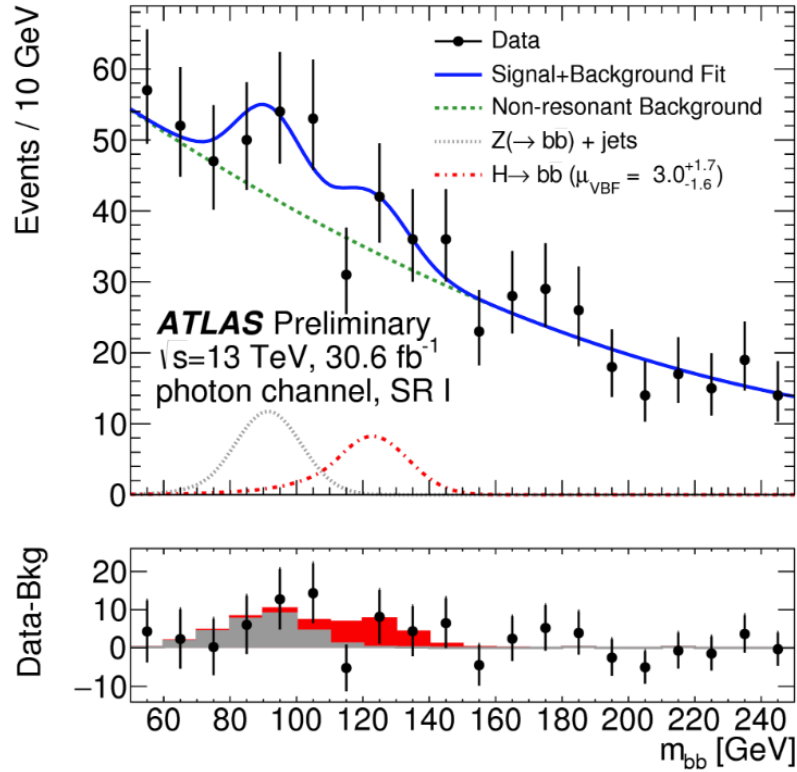 Events / 10 GeV
60
50
40
30
20
10
0
Data
Signal+Background Fit
Non-resonant Background
Z(→ bb̄) + jets
H→ bb̄ (μ_VBF = 3.0 +1.7 -1.6)
ATLAS Preliminary
√s=13 TeV, 30.6 fb⁻¹
photon channel, SR I
Data-Bkg
20
10
0
−10
60 80 100 120 140 160 180 200 220 240
m_bb [GeV]